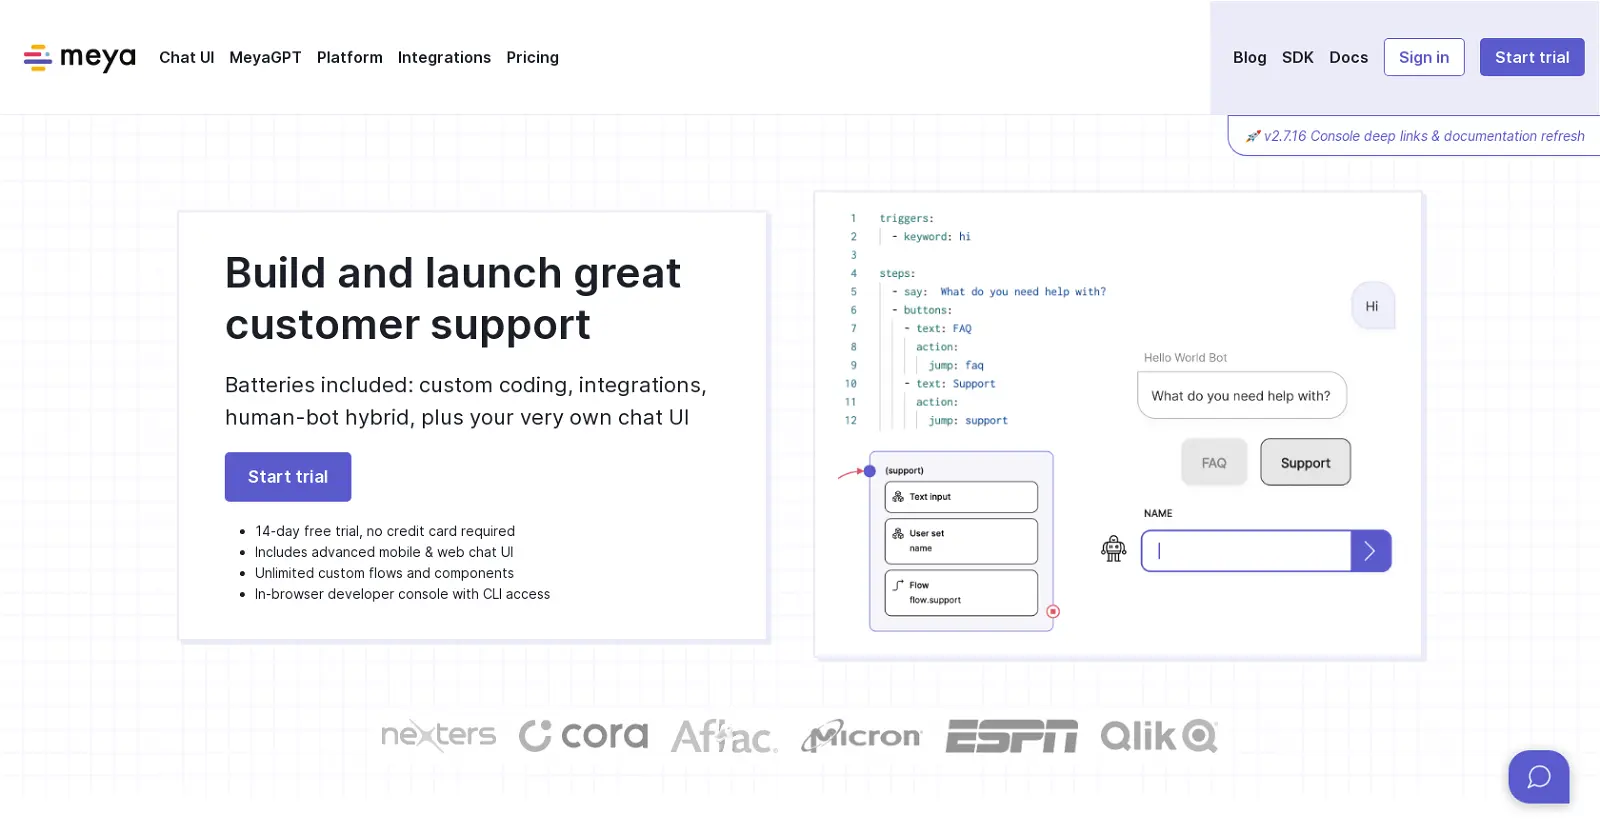 meya
Chat UI MeyaGPT Platform Integrations Pricing
Blog SDK Docs Sign in Start trial
🚀 v2.7.16 Console deep links & documentation refresh
Build and launch great
customer support
Batteries included: custom coding, integrations,
human-bot hybrid, plus your very own chat UI
Start trial
• 14-day free trial, no credit card required
• Includes advanced mobile & web chat UI
• Unlimited custom flows and components
• In-browser developer console with CLI access
1 triggers:
2 - keyword: hi
3
4 steps:
5 - say: What do you need help with?
6 - buttons:
7 - text: FAQ
8 action:
9 jump: faq
10 - text: Support
11 action:
12 jump: support
(support)
Text input
User set
name
Flow
flow.support
Hi
Hello World Bot
What do you need help with?
FAQ Support
NAME
nexters cora Aflac. Micron ESPN Qlik